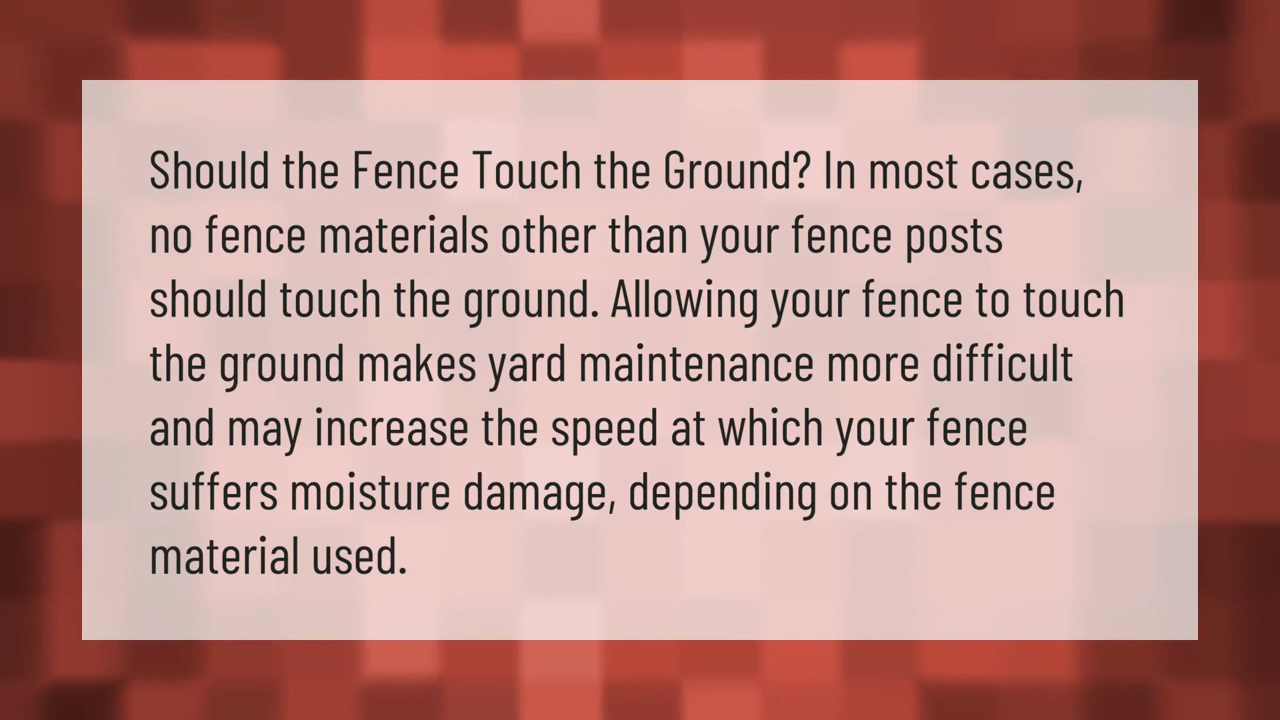 Should the Fence Touch the Ground? In most cases,
no fence materials other than your fence posts
should touch the ground. Allowing your fence to touch
the ground makes yard maintenance more difficult
and may increase the speed at which your fence
suffers moisture damage, depending on the fence
material used.